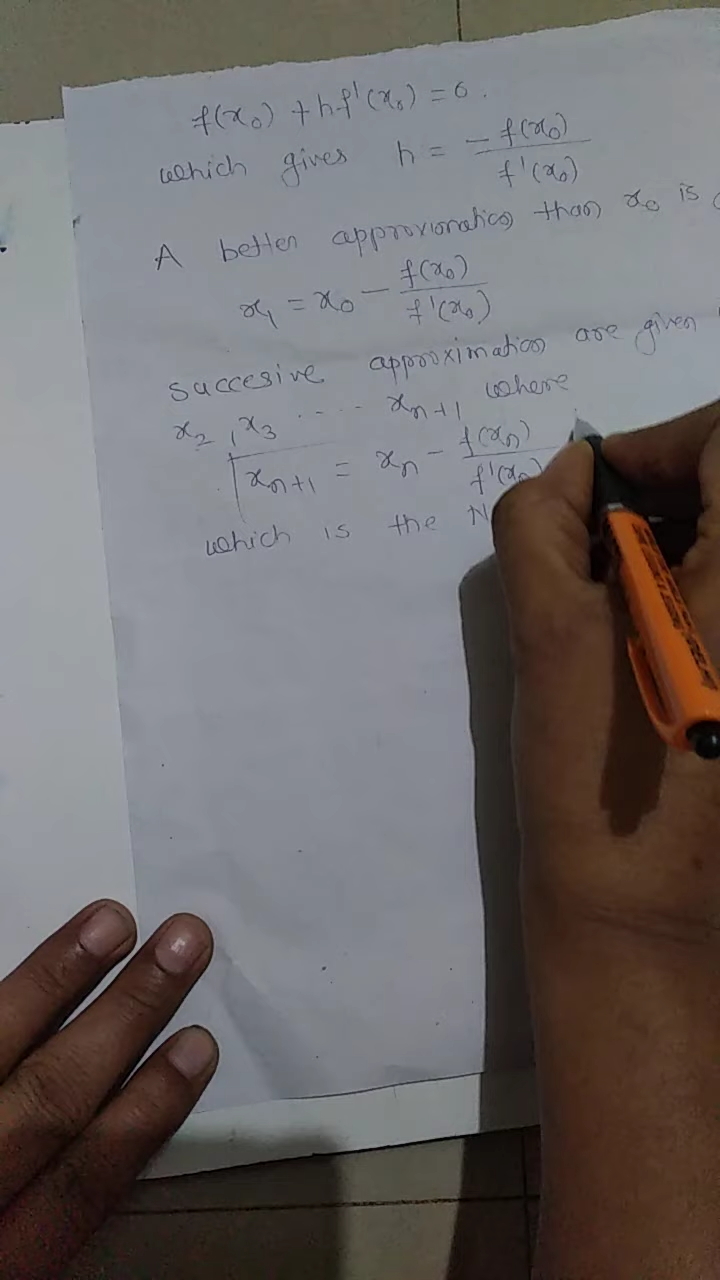 f(x₀) + hf'(x₀) = 0.
which gives h = -f(x₀)/f'(x₀)
A better approximation than x₀ is
x₁ = x₀ - f(x₀)/f'(x₀)
succesive approximation are given
x₂, x₃ ..... xₙ₊₁ where
xₙ₊₁ = xₙ - f(xₙ)/f'(xₙ)
which is the N